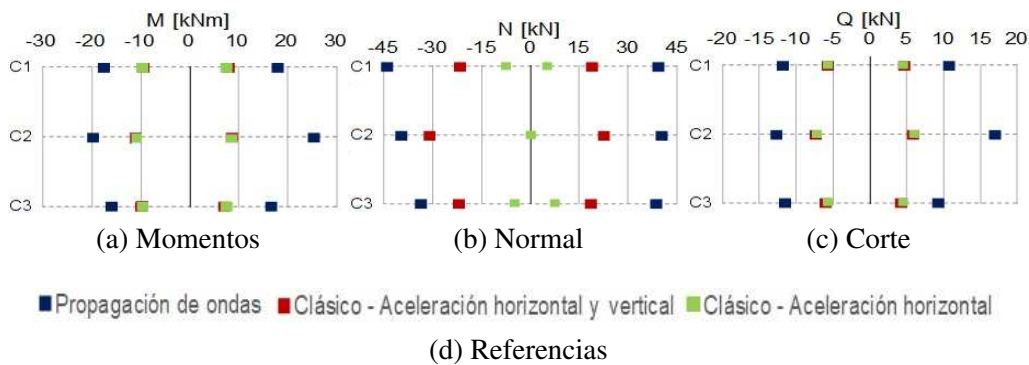 M [kNm]
-30 -20 -10 0 10 20 30
C1
C2
C3
(a) Momentos
N [kN]
-45 -30 -15 0 15 30 45
C1
C2
C3
(b) Normal
Q [kN]
-20 -15 -10 -5 0 5 10 15 20
C1
C2
C3
(c) Corte
Propagación de ondas Clásico - Aceleración horizontal y vertical Clásico - Aceleración horizontal
(d) Referencias